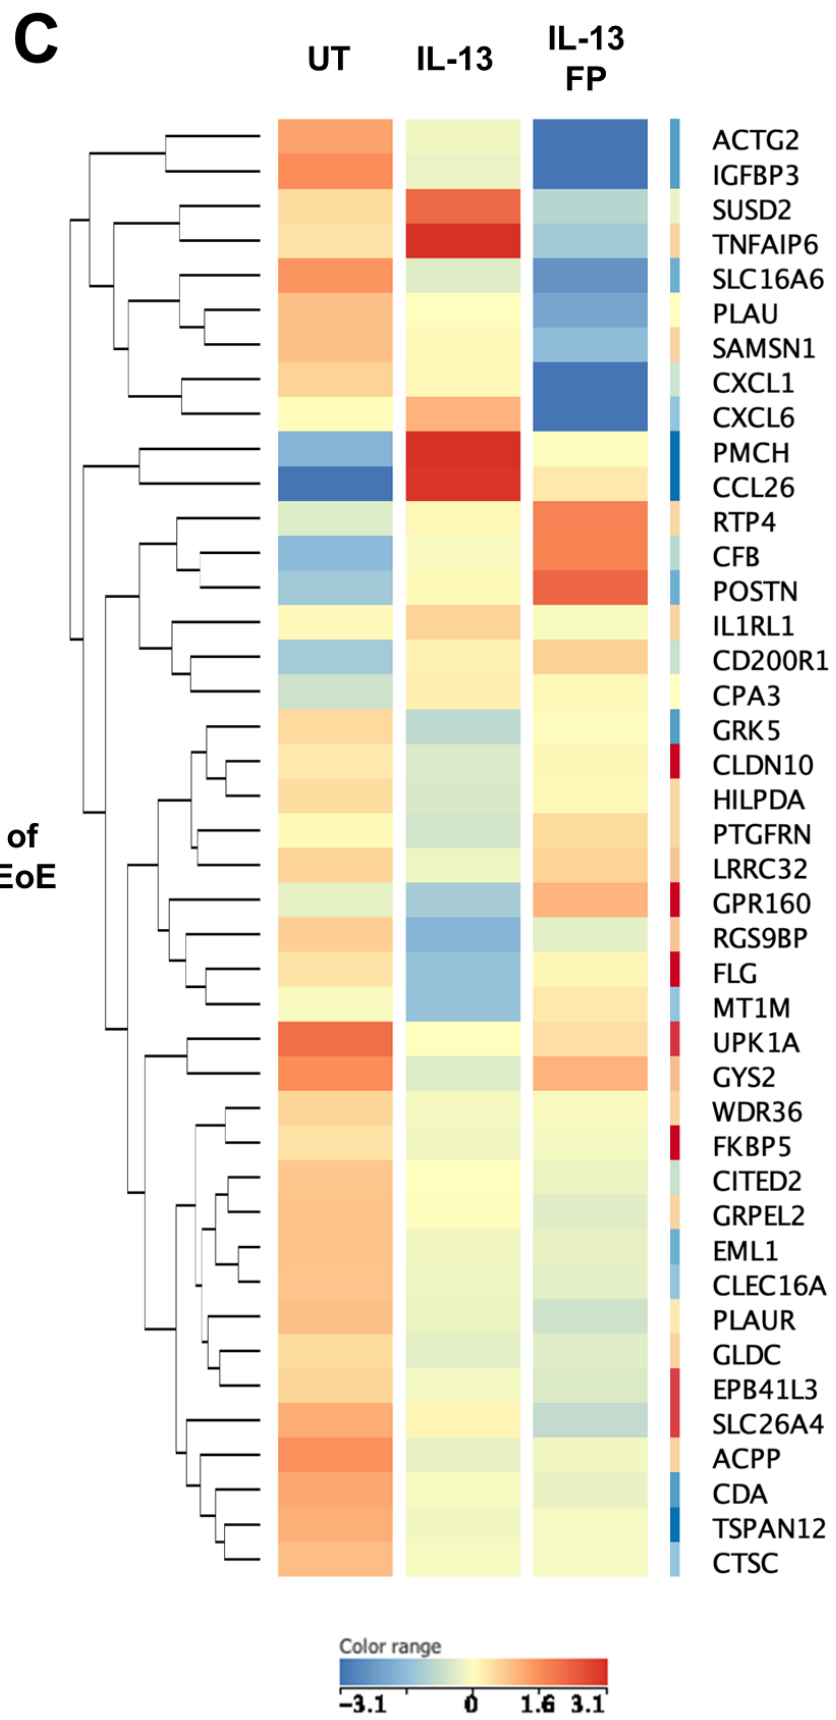 C
UT
IL-13
IL-13
FP
ACTG2
IGFBP3
SUSD2
TNFAIP6
SLC16A6
PLAU
SAMSN1
CXCL1
CXCL6
PMCH
CCL26
RTP4
CFB
POSTN
IL1RL1
CD200R1
CPA3
GRK5
CLDN10
HILPDA
PTGFRN
LRRC32
GPR160
RGS9BP
FLG
MT1M
UPK1A
GYS2
WDR36
FKBP5
CITED2
GRPEL2
EML1
CLEC16A
PLAUR
GLDC
EPB41L3
SLC26A4
ACPP
CDA
TSPAN12
CTSC
of
EoE
Color range
−3.1 0 1.6 3.1